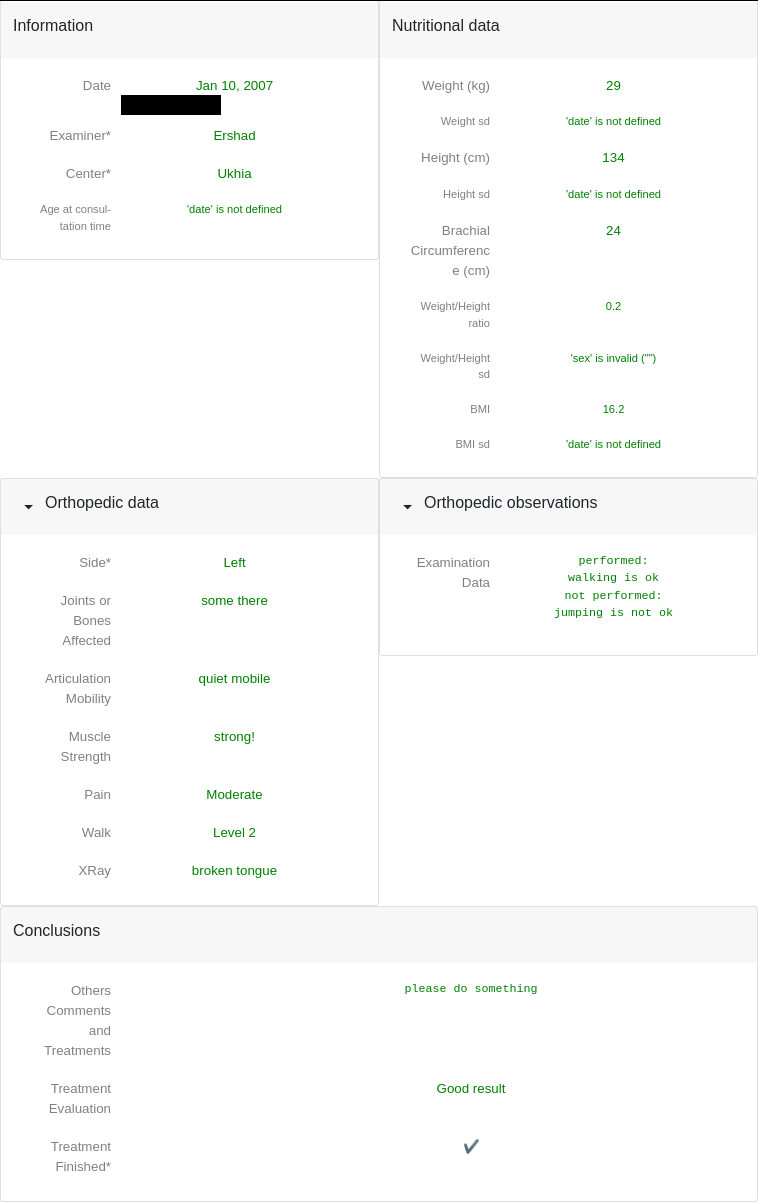 Information
Date
Jan 10, 2007
Examiner*
Ershad
Center*
Ukhia
Age at consul-
tation time
'date' is not defined
Nutritional data
Weight (kg)
29
Weight sd
'date' is not defined
Height (cm)
134
Height sd
'date' is not defined
Brachial
Circumferenc
e (cm)
24
Weight/Height
ratio
0.2
Weight/Height
sd
'sex' is invalid ("")
BMI
16.2
BMI sd
'date' is not defined
Orthopedic data
Side*
Left
Joints or
Bones
Affected
some there
Articulation
Mobility
quiet mobile
Muscle
Strength
strong!
Pain
Moderate
Walk
Level 2
XRay
broken tongue
Orthopedic observations
Examination
Data
performed:
walking is ok
not performed:
jumping is not ok
Conclusions
Others
Comments
and
Treatments
please do something
Treatment
Evaluation
Good result
Treatment
Finished*
✔